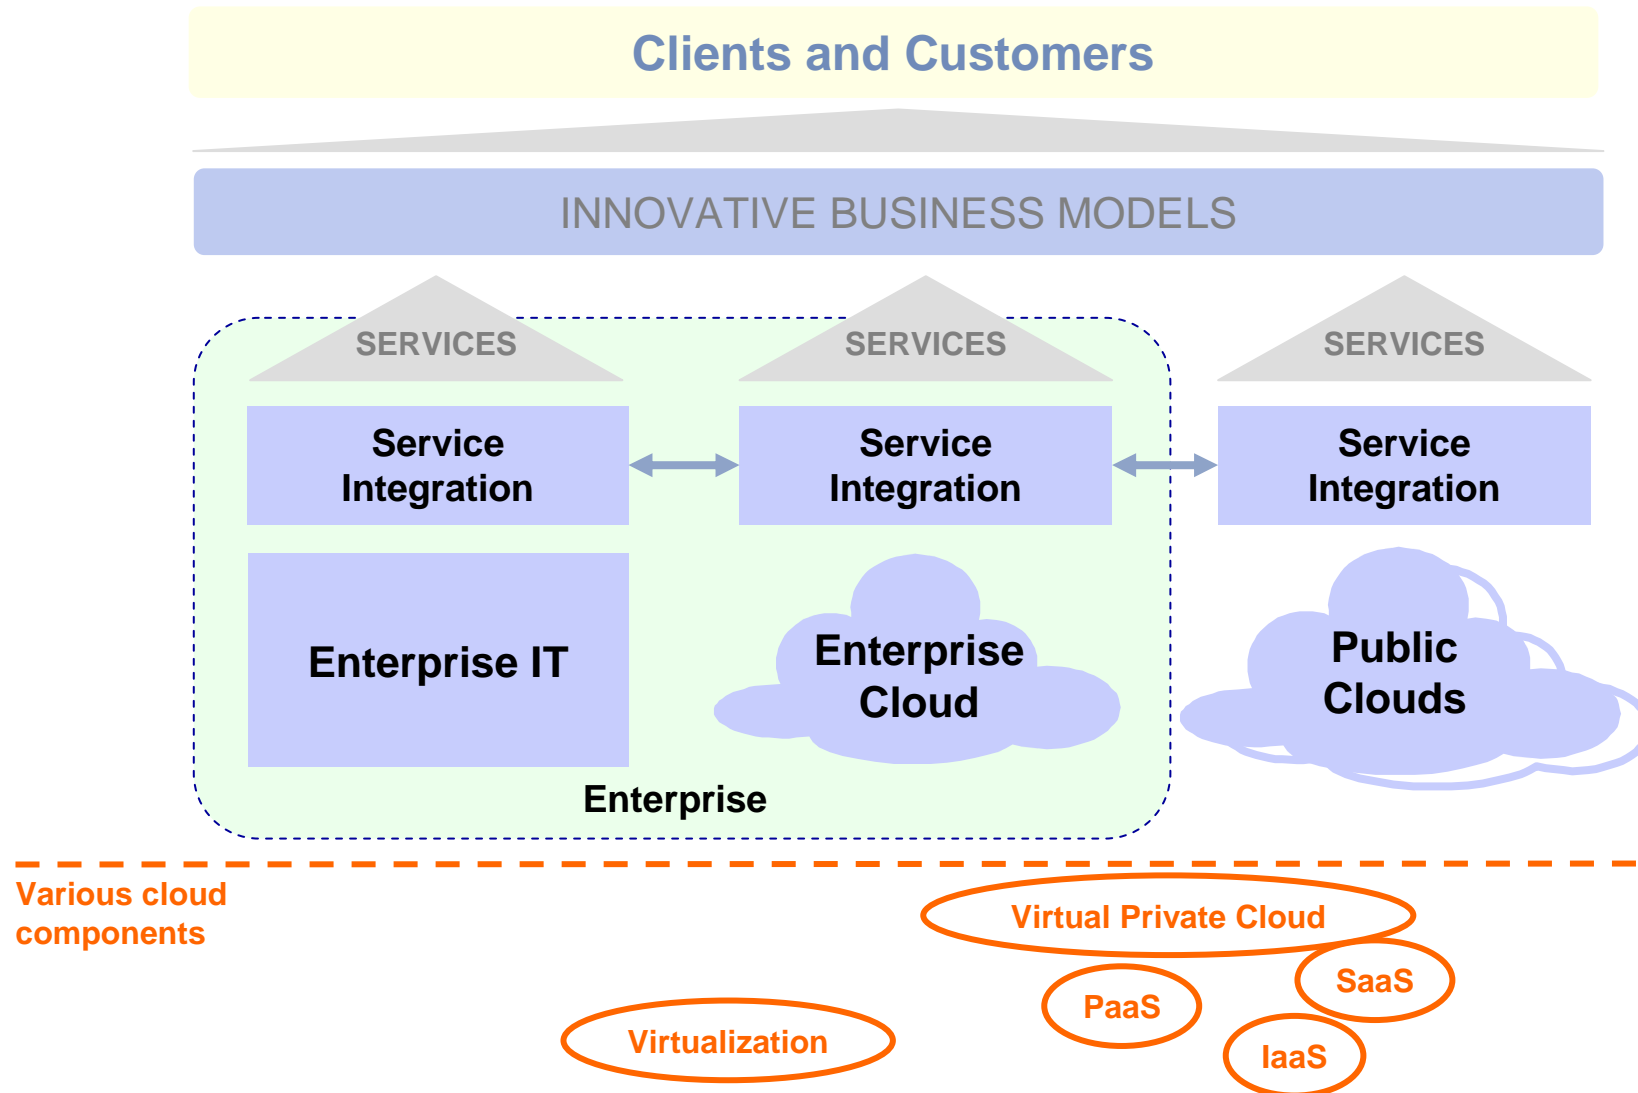 Clients and Customers
INNOVATIVE BUSINESS MODELS
SERVICES
SERVICES
SERVICES
Service
Integration
Service
Integration
Service
Integration
Enterprise IT
Enterprise
Cloud
Public
Clouds
Enterprise
Various cloud
components
Virtual Private Cloud
SaaS
PaaS
Virtualization
IaaS